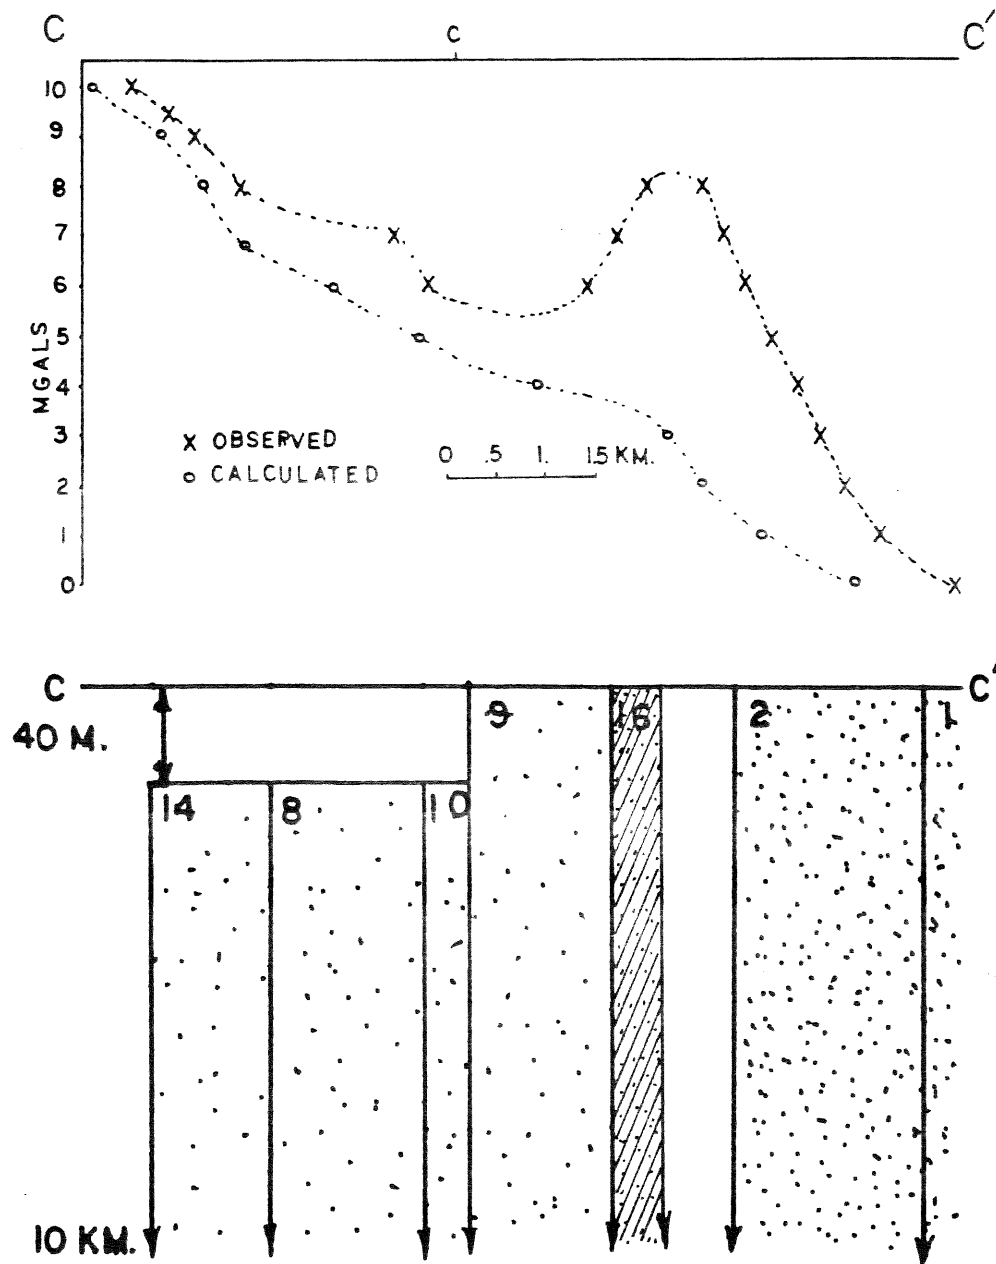 C c C′
10
9
8
7
6
5
4
3
2
1
0
MGALS
X OBSERVED
o CALCULATED
0 .5 1. 1.5 KM.
C C′
40 M.
9 16 2 1
14 8 10
10 KM.